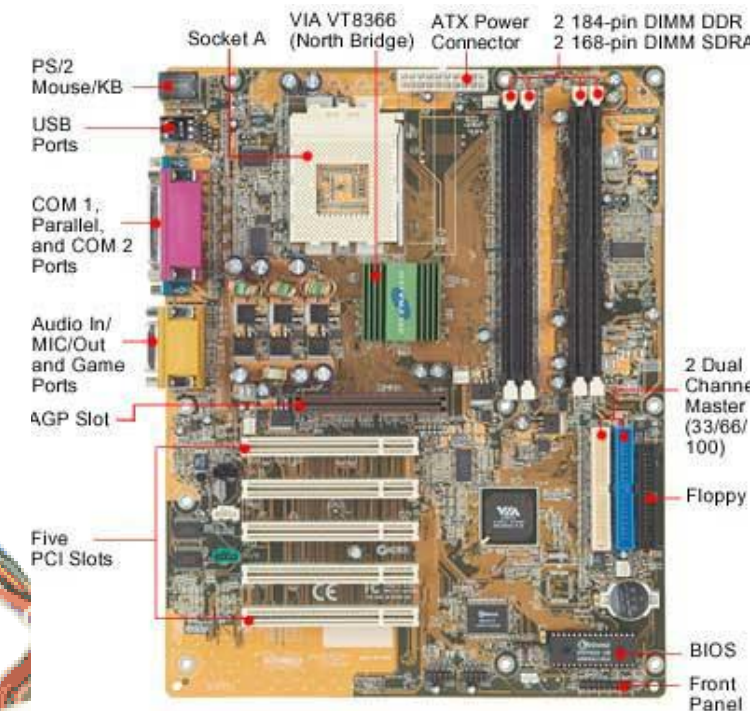 Socket A
VIA VT8366
(North Bridge)
ATX Power
Connector
2 184-pin DIMM DDR
2 168-pin DIMM SDRA
PS/2
Mouse/KB
USB
Ports
COM 1,
Parallel,
and COM 2
Ports
Audio In/
MIC/Out
and Game
Ports
AGP Slot
Five
PCI Slots
2 Dual
Channe
Master
(33/66/
100)
Floppy
BIOS
Front
Panel
VIA
CE